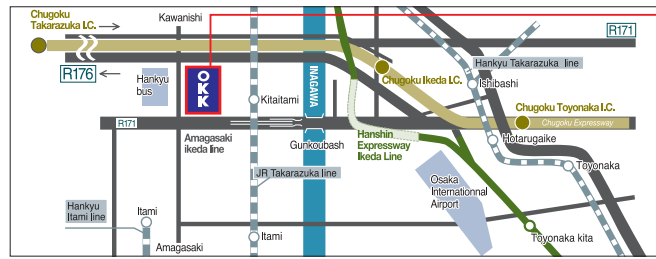 Chugoku
Takarazuka I.C.
Kawanishi
R171
R176
Hankyu
bus
OKK
Kitaitami
INAGAWA
Chugoku Ikeda I.C.
Hankyu Takarazuka line
Ishibashi
Chugoku Toyonaka I.C.
Chugoku Expressway
R171
Amagasaki
ikeda line
Gunkoubash
Hanshin
Expressway
Ikeda Line
Hotarugaike
Toyonaka
JR Takarazuka line
Osaka
Internationnal
Airport
Hankyu
Itami line
Itami
Amagasaki
Itami
Toyonaka kita